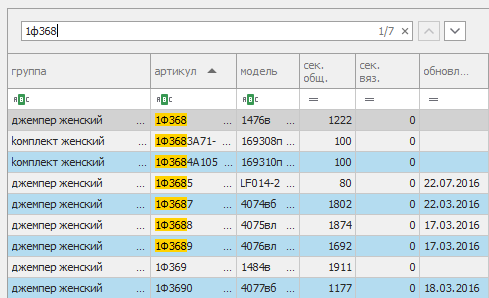 1ф368 1/7 ×
группа артикул модель сек. общ. сек. вяз. обновл...
ABC ABC ABC = = =
джемпер женский ... 1Ф368 ... 1476в ... 1222 0
комплект женский ... 1Ф3683А71- ... 169308п ... 100 0
комплект женский ... 1Ф3684А105 ... 169310п ... 100 0
джемпер женский ... 1Ф3685 ... LF014-2 ... 80 0 22.07.2016
джемпер женский ... 1Ф3687 ... 4074вб ... 1802 0 22.03.2016
джемпер женский ... 1Ф3688 ... 4075вл ... 1874 0 17.03.2016
джемпер женский ... 1Ф3689 ... 4076вл ... 1692 0 17.03.2016
джемпер женский ... 1Ф369 ... 1484в ... 1911 0
джемпер женский ... 1Ф3690 ... 4077вб ... 1177 0 18.03.2016